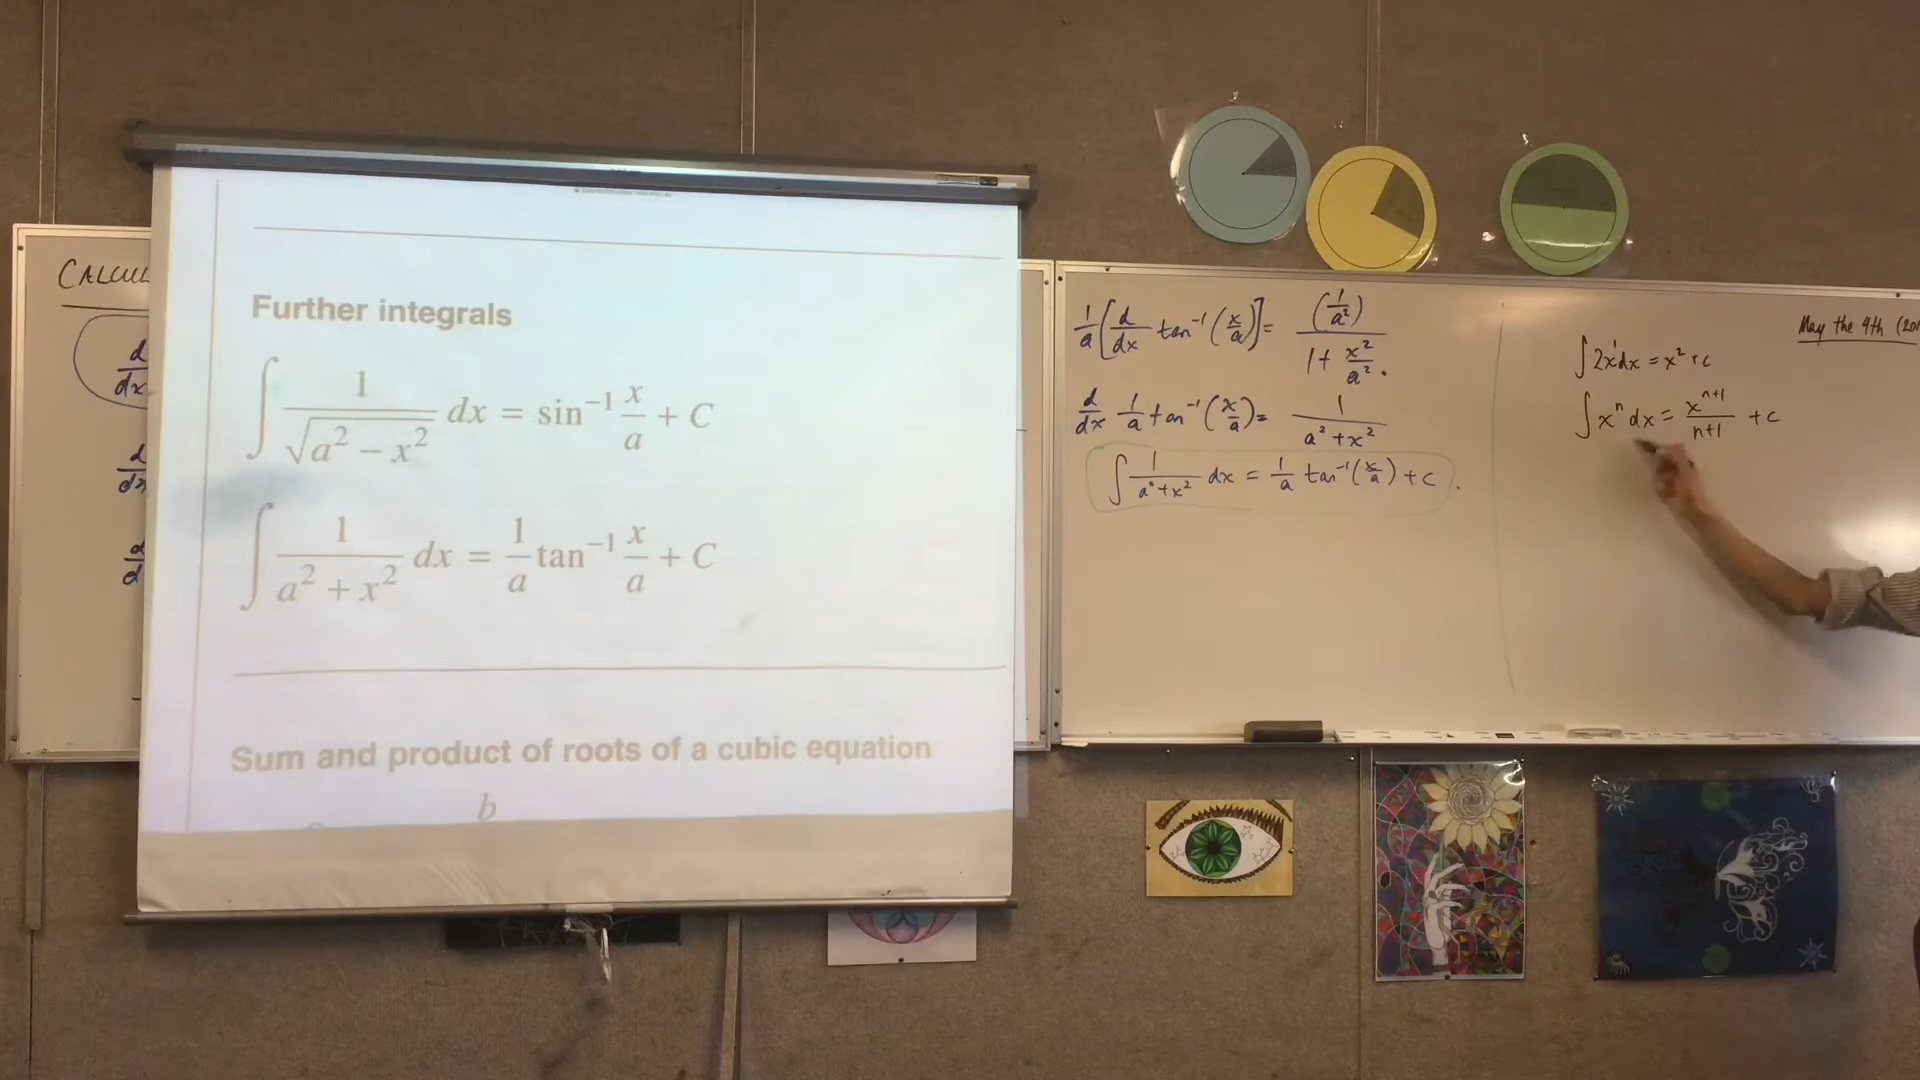 CALCUL
d
dx
d
dx
Further integrals
∫ 1/√(a² − x²) dx = sin⁻¹ x/a + C
∫ 1/(a² + x²) dx = 1/a tan⁻¹ x/a + C
Sum and product of roots of a cubic equation
b
1/a [d/dx tan⁻¹(x/a)] = (1/a²)/(1 + x²/a²).
d/dx 1/a tan⁻¹(x/a) = 1/(a² + x²)
∫ 1/(a² + x²) dx = 1/a tan⁻¹(x/a) + c.
May the 4th (201
∫ 2x¹ dx = x² + c
∫ xⁿ dx = xⁿ⁺¹/(n+1) + c